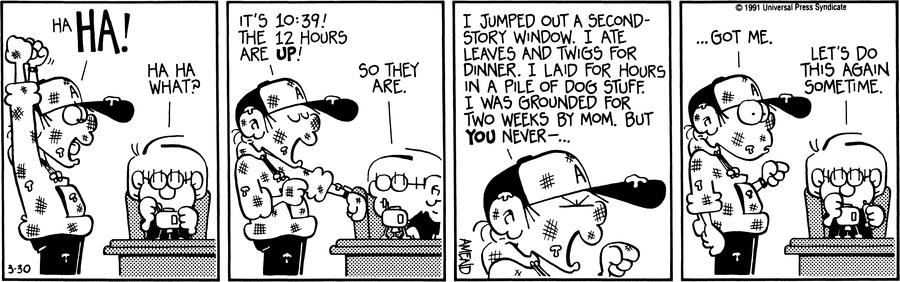 HA
HA!
HA HA
WHAT?
3-30
IT'S 10:39!
THE 12 HOURS
ARE UP!
SO THEY
ARE.
I JUMPED OUT A SECOND-
STORY WINDOW. I ATE
LEAVES AND TWIGS FOR
DINNER. I LAID FOR HOURS
IN A PILE OF DOG STUFF.
I WAS GROUNDED FOR
TWO WEEKS BY MOM. BUT
YOU NEVER—...
AMEND
© 1991 Universal Press Syndicate
...GOT ME.
LET'S DO
THIS AGAIN
SOMETIME.
A
A
A
A